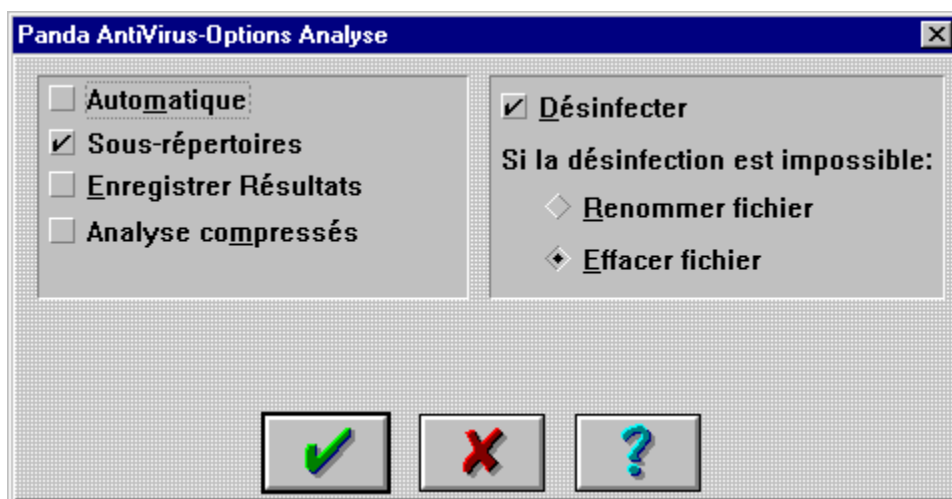 Panda AntiVirus-Options Analyse
Automatique
Sous-répertoires
Enregistrer Résultats
Analyse compressés
Désinfecter
Si la désinfection est impossible:
Renommer fichier
Effacer fichier